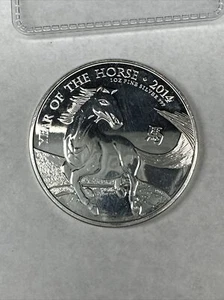 YEAR OF THE HORSE · 2014
1OZ FINE SILVER 999
馬